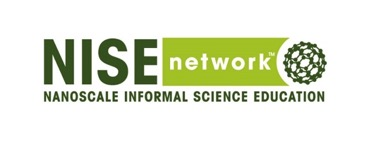 NISE network™
NANOSCALE INFORMAL SCIENCE EDUCATION